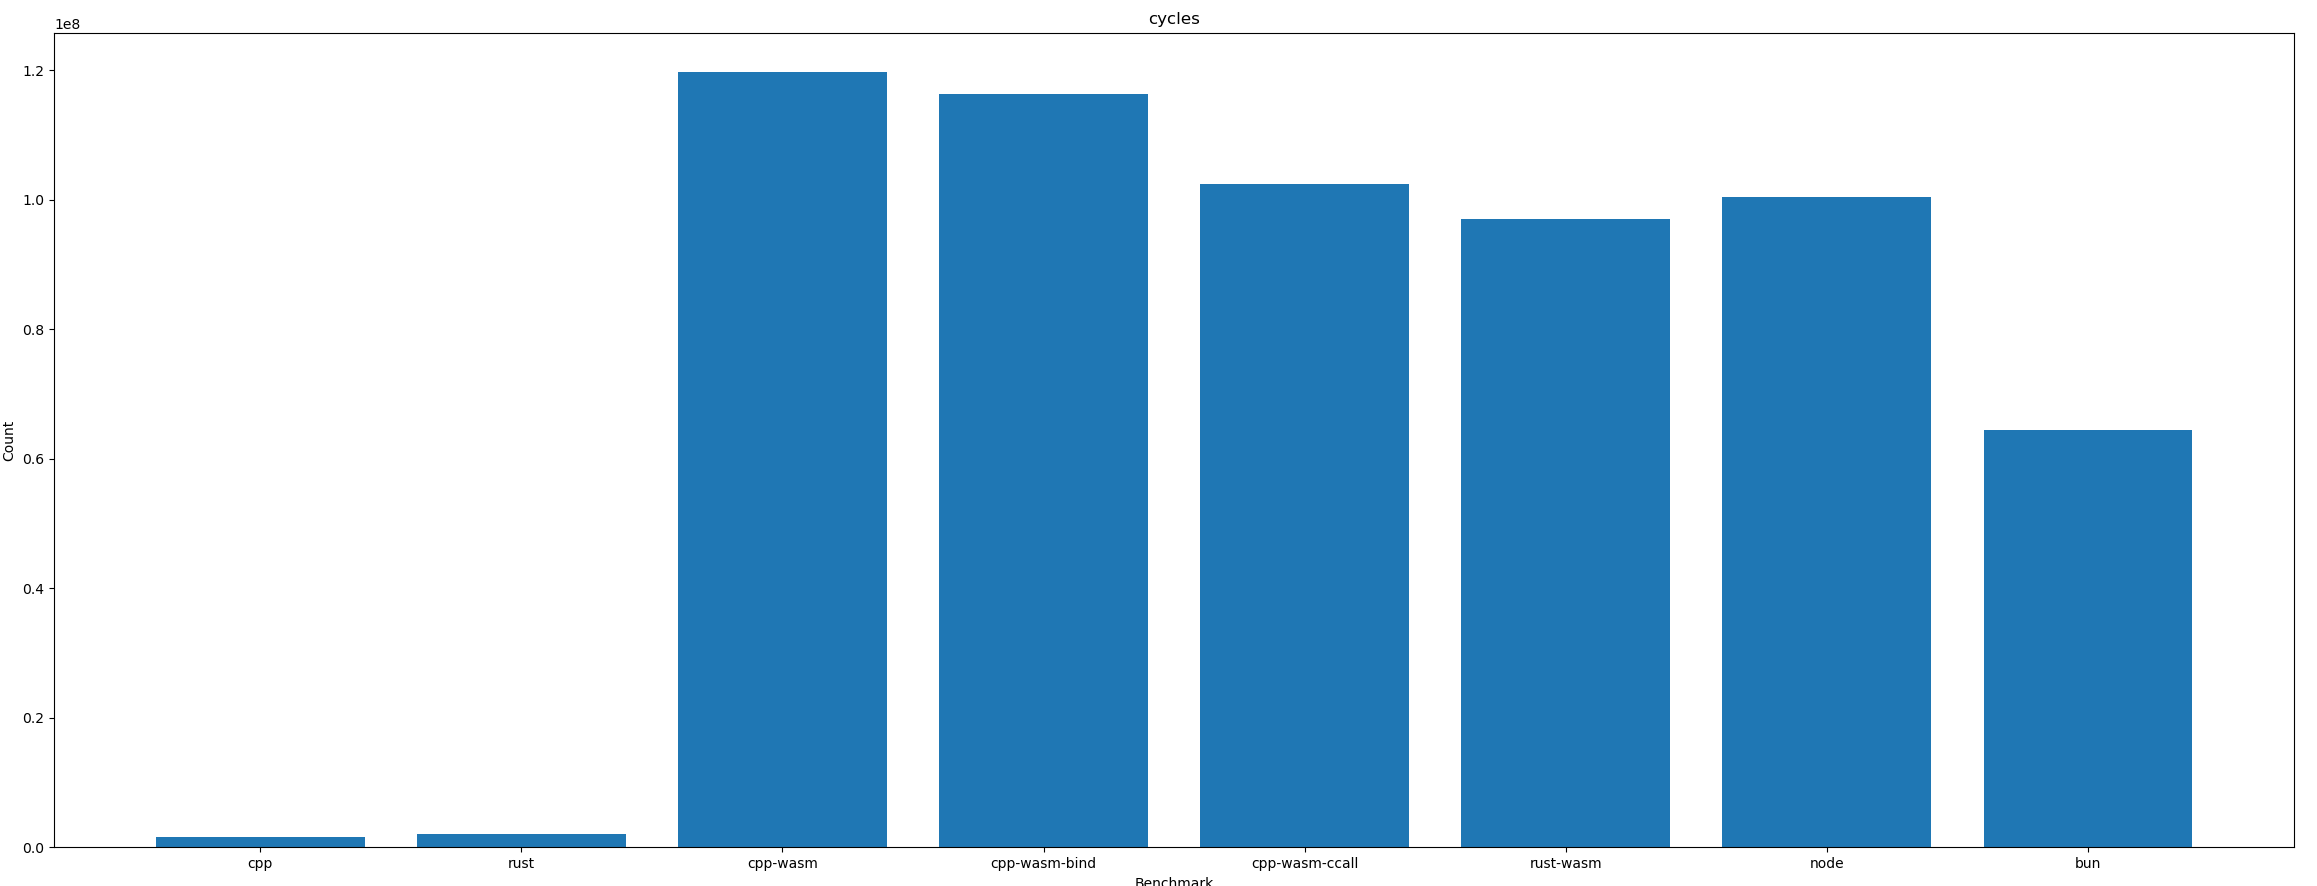 cycles
1e8
1.2
1.0
0.8
0.6
0.4
0.2
0.0
Count
cpp rust cpp-wasm cpp-wasm-bind cpp-wasm-ccall rust-wasm node bun
Benchmark